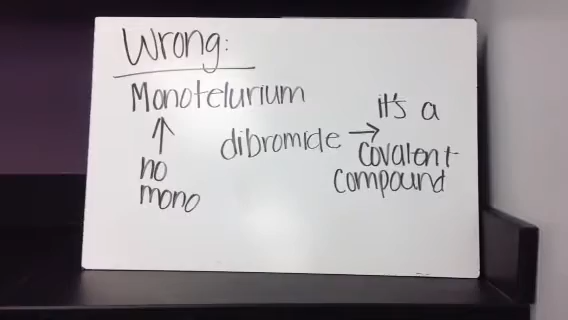 Wrong:
Monotelurium
dibromide → it's a
covalent
compound
↑
no
mono